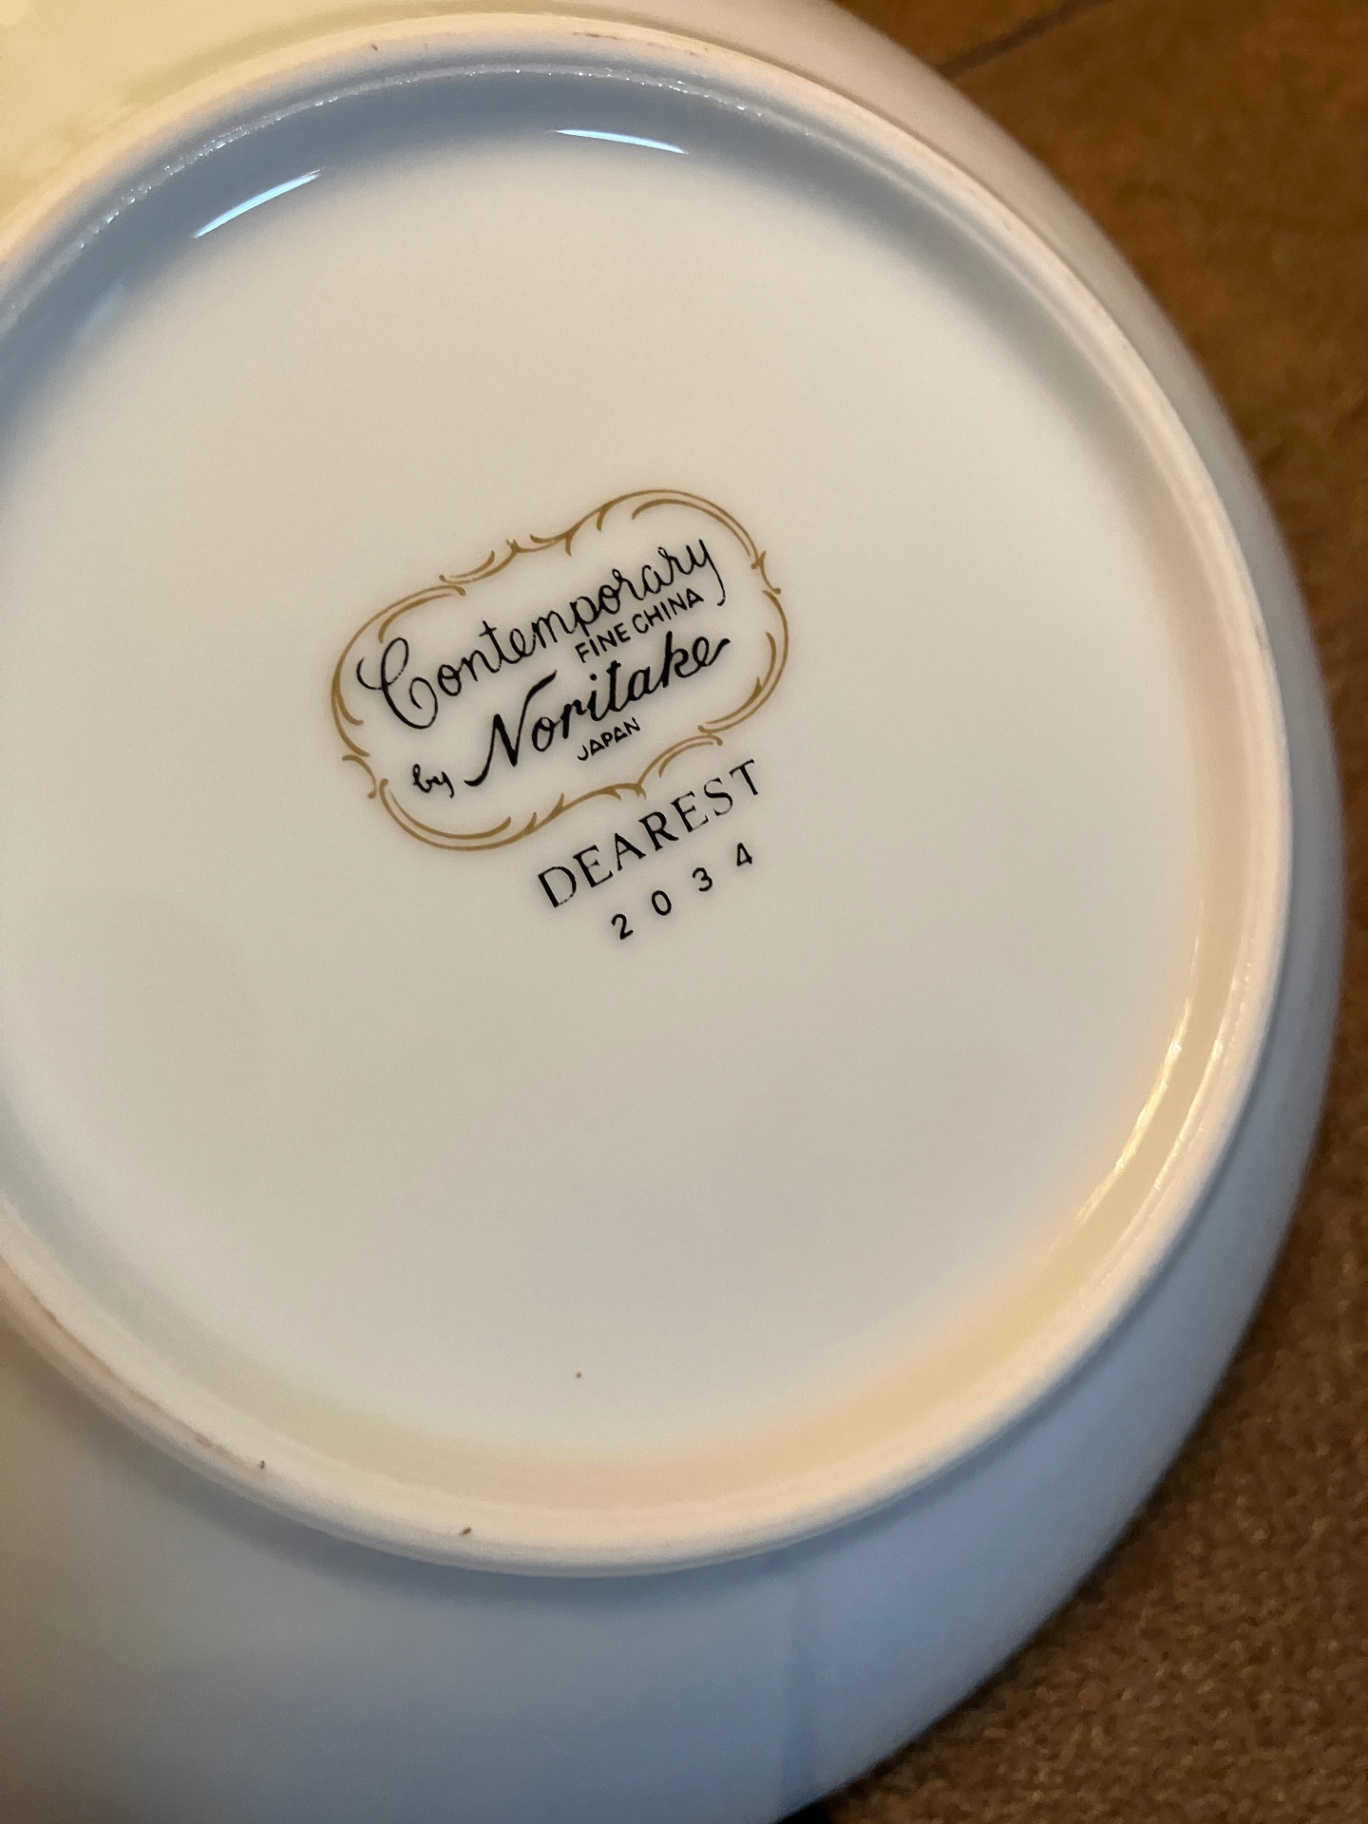 Contemporary
FINE CHINA
by Noritake
JAPAN
DEAREST
2034